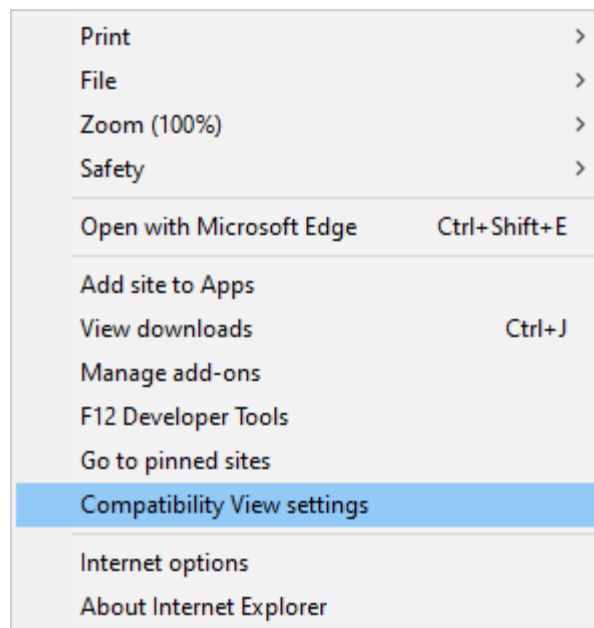 Print
File
Zoom (100%)
Safety
Open with Microsoft Edge Ctrl+Shift+E
Add site to Apps
View downloads Ctrl+J
Manage add-ons
F12 Developer Tools
Go to pinned sites
Compatibility View settings
Internet options
About Internet Explorer